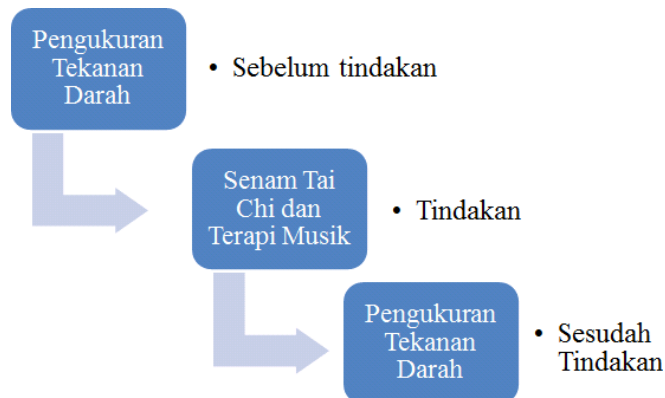 Pengukuran
Tekanan
Darah
• Sebelum tindakan
Senam Tai
Chi dan
Terapi Musik
• Tindakan
Pengukuran
Tekanan
Darah
• Sesudah
Tindakan